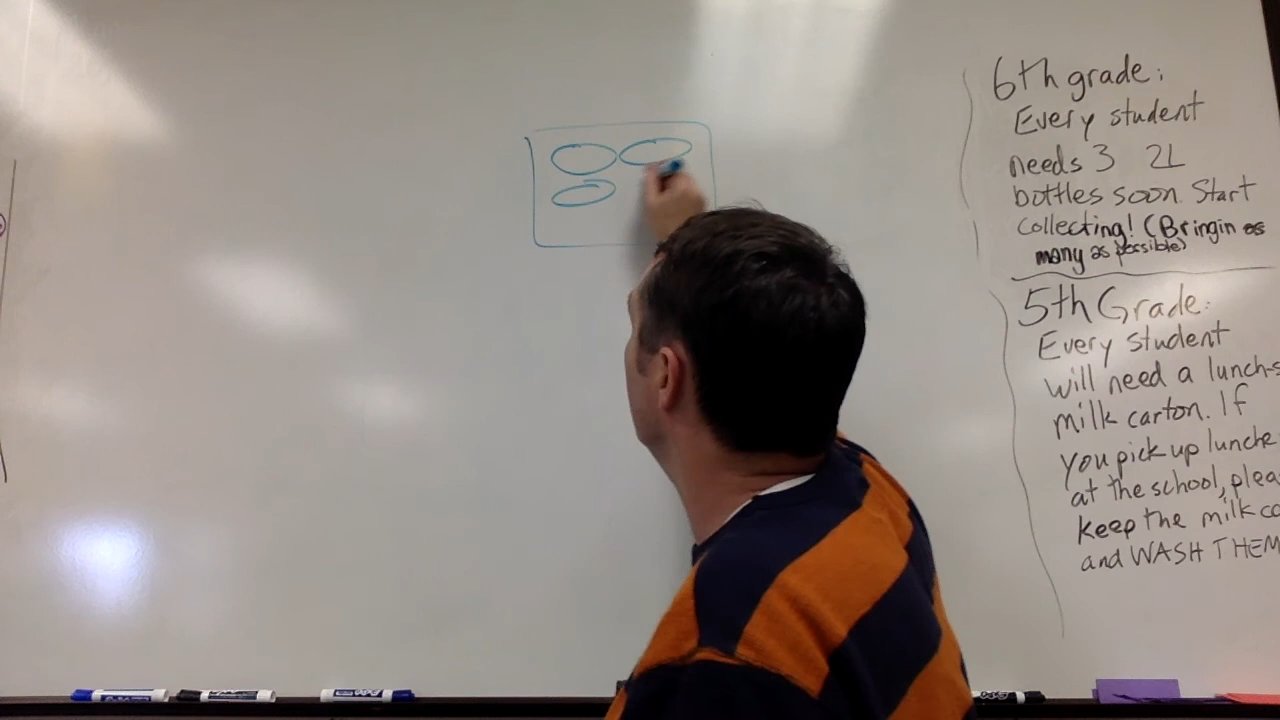 6th grade:
Every student
needs 3 2L
bottles soon. Start
collecting! (Bring in as
many as possible)
5th Grade:
Every student
will need a lunch-s
milk carton. If
you pick up lunche
at the school, plea
keep the milk ca
and WASH THEM